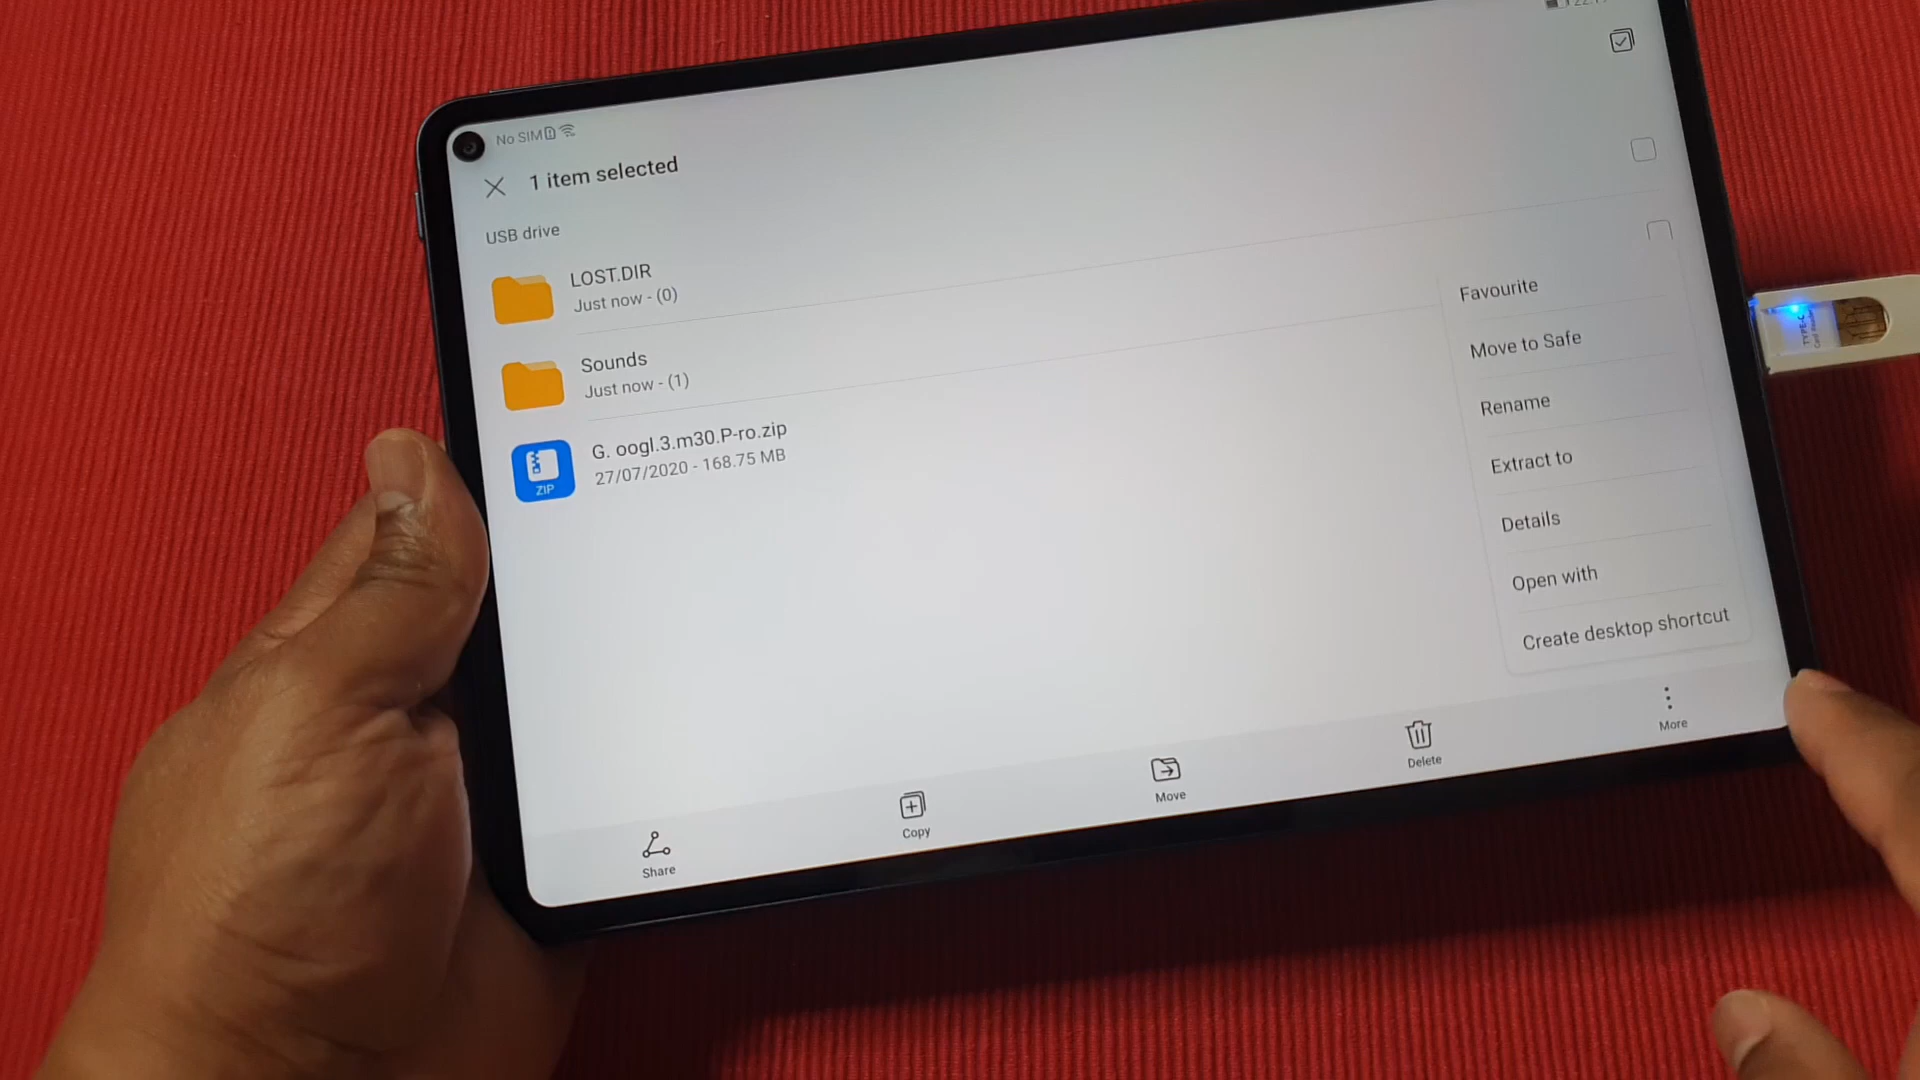 No SIM
1 item selected
USB drive
LOST.DIR
Just now - (0)
Sounds
Just now - (1)
G. oogl.3.m30.P-ro.zip
27/07/2020 - 168.75 MB
ZIP
Favourite
Move to Safe
Rename
Extract to
Details
Open with
Create desktop shortcut
Share
Copy
Move
Delete
More
TYPE-C
Card Reader